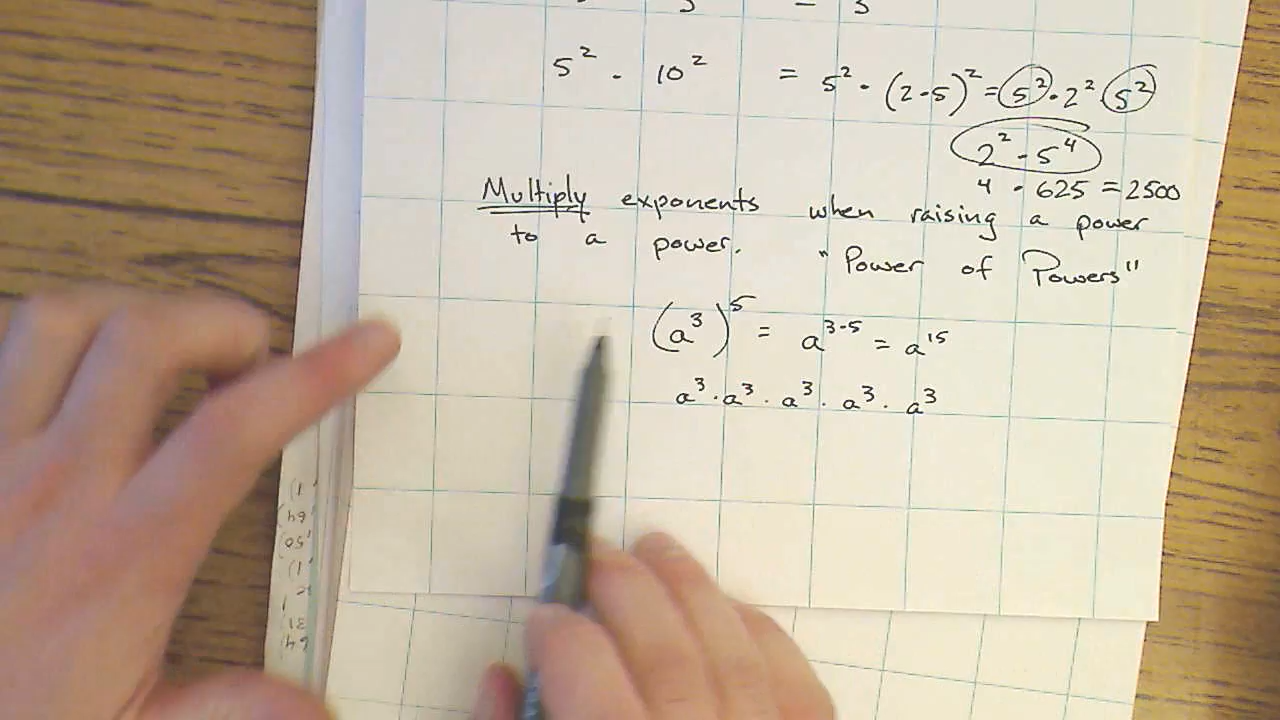 5² · 10² = 5² · (2·5)² = 5² · 2² · 5²
2² · 5⁴
4 · 625 = 2500
Multiply exponents when raising a power
to a power. "Power of Powers"
(a³)⁵ = a³·⁵ = a¹⁵
a³ · a³ · a³ · a³ · a³